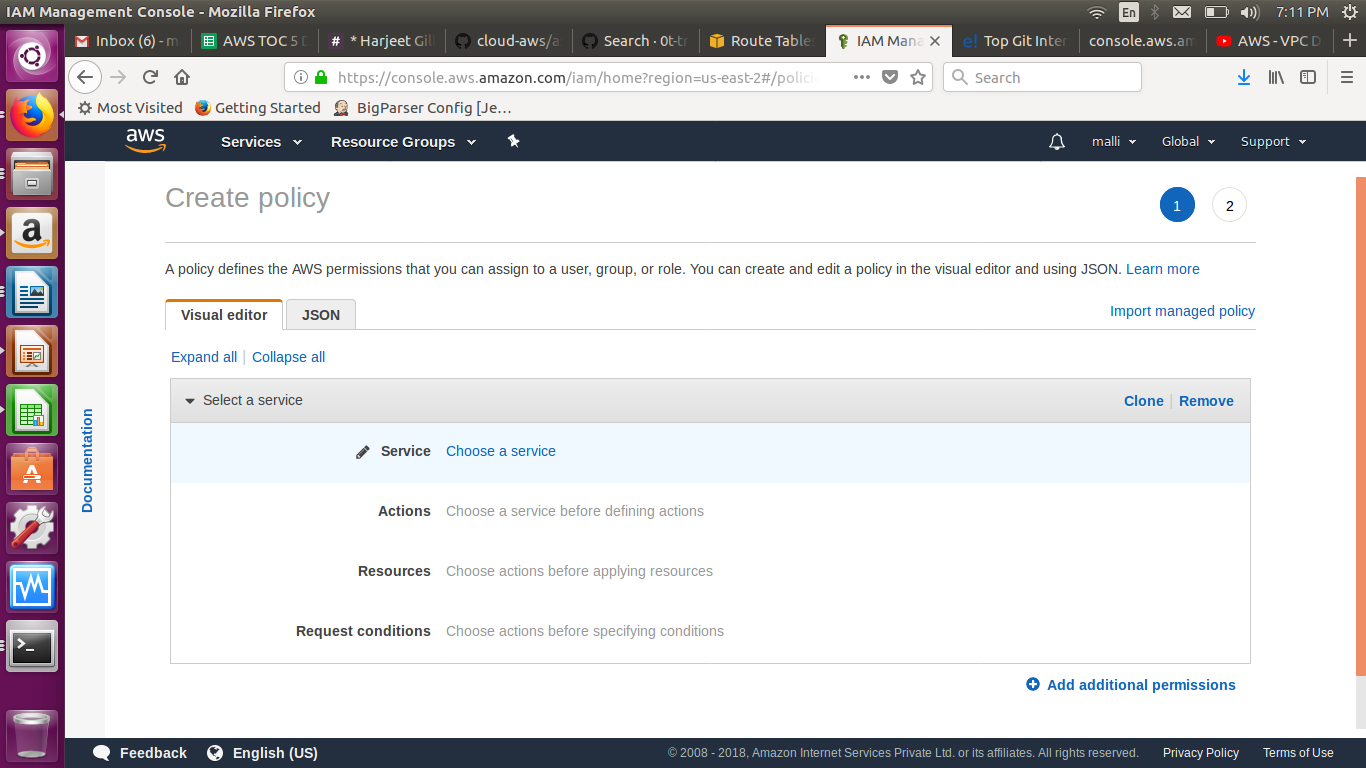 IAM Management Console - Mozilla Firefox
En
7:11 PM
Inbox (6) - m
AWS TOC 5 D
* Harjeet Gil
cloud-aws/a
Search · 0t-tr
Route Table
IAM Mana
Top Git Inter
console.aws.am
AWS - VPC D
https://console.aws.amazon.com/iam/home?region=us-east-2#/polici
Search
Most Visited
Getting Started
BigParser Config [Je...
aws
Services
Resource Groups
malli
Global
Support
Create policy
1
2
A policy defines the AWS permissions that you can assign to a user, group, or role. You can create and edit a policy in the visual editor and using JSON. Learn more
Visual editor
JSON
Import managed policy
Expand all | Collapse all
Select a service
Clone | Remove
Service Choose a service
Actions Choose a service before defining actions
Resources Choose actions before applying resources
Request conditions Choose actions before specifying conditions
Add additional permissions
Documentation
Feedback
English (US)
© 2008 - 2018, Amazon Internet Services Private Ltd. or its affiliates. All rights reserved.
Privacy Policy
Terms of Use